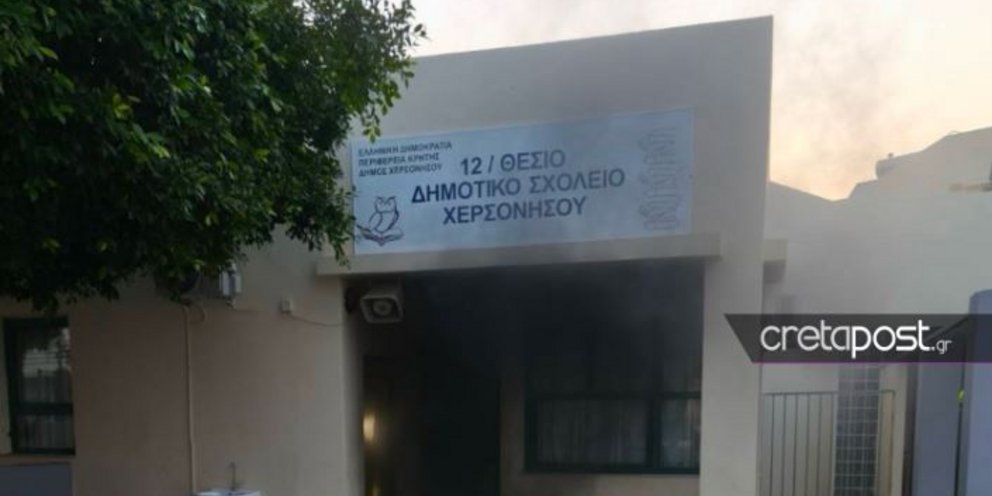 ΕΛΛΗΝΙΚΗ ΔΗΜΟΚΡΑΤΙΑ
ΠΕΡΙΦΕΡΕΙΑ ΚΡΗΤΗΣ
ΔΗΜΟΣ ΧΕΡΣΟΝΗΣΟΥ
12 / ΘΕΣΙΟ
ΔΗΜΟΤΙΚΟ ΣΧΟΛΕΙΟ
ΧΕΡΣΟΝΗΣΟΥ
cretapost.gr